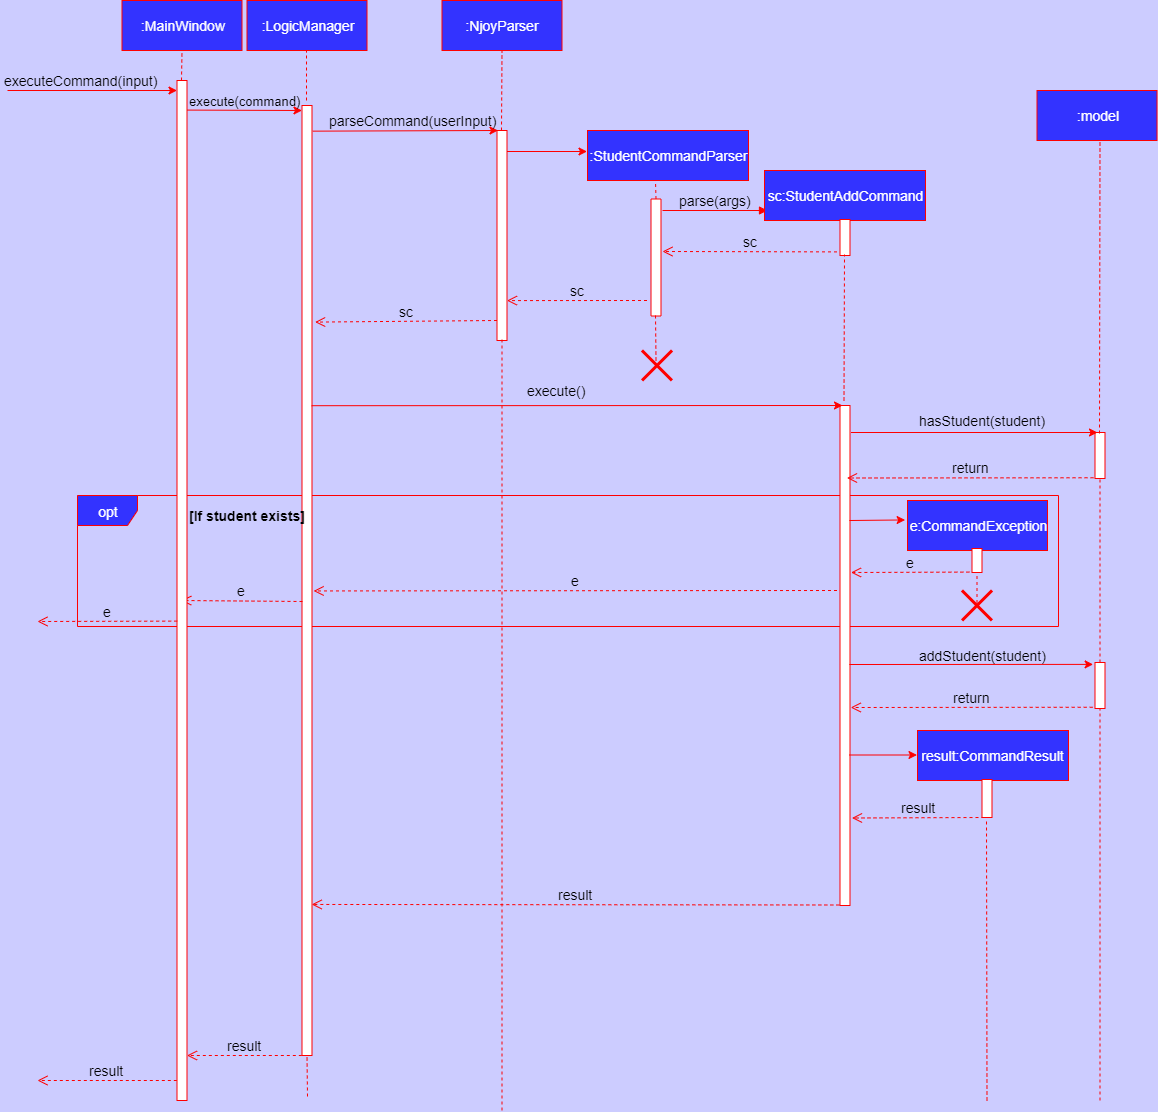 :MainWindow
:LogicManager
:NjoyParser
executeCommand(input)
execute(command)
:model
parseCommand(userInput)
:StudentCommandParser
sc:StudentAddCommand
parse(args)
sc
sc
sc
execute()
hasStudent(student)
return
opt
[If student exists]
e:CommandException
e
e
e
e
addStudent(student)
return
result:CommandResult
result
result
result
result